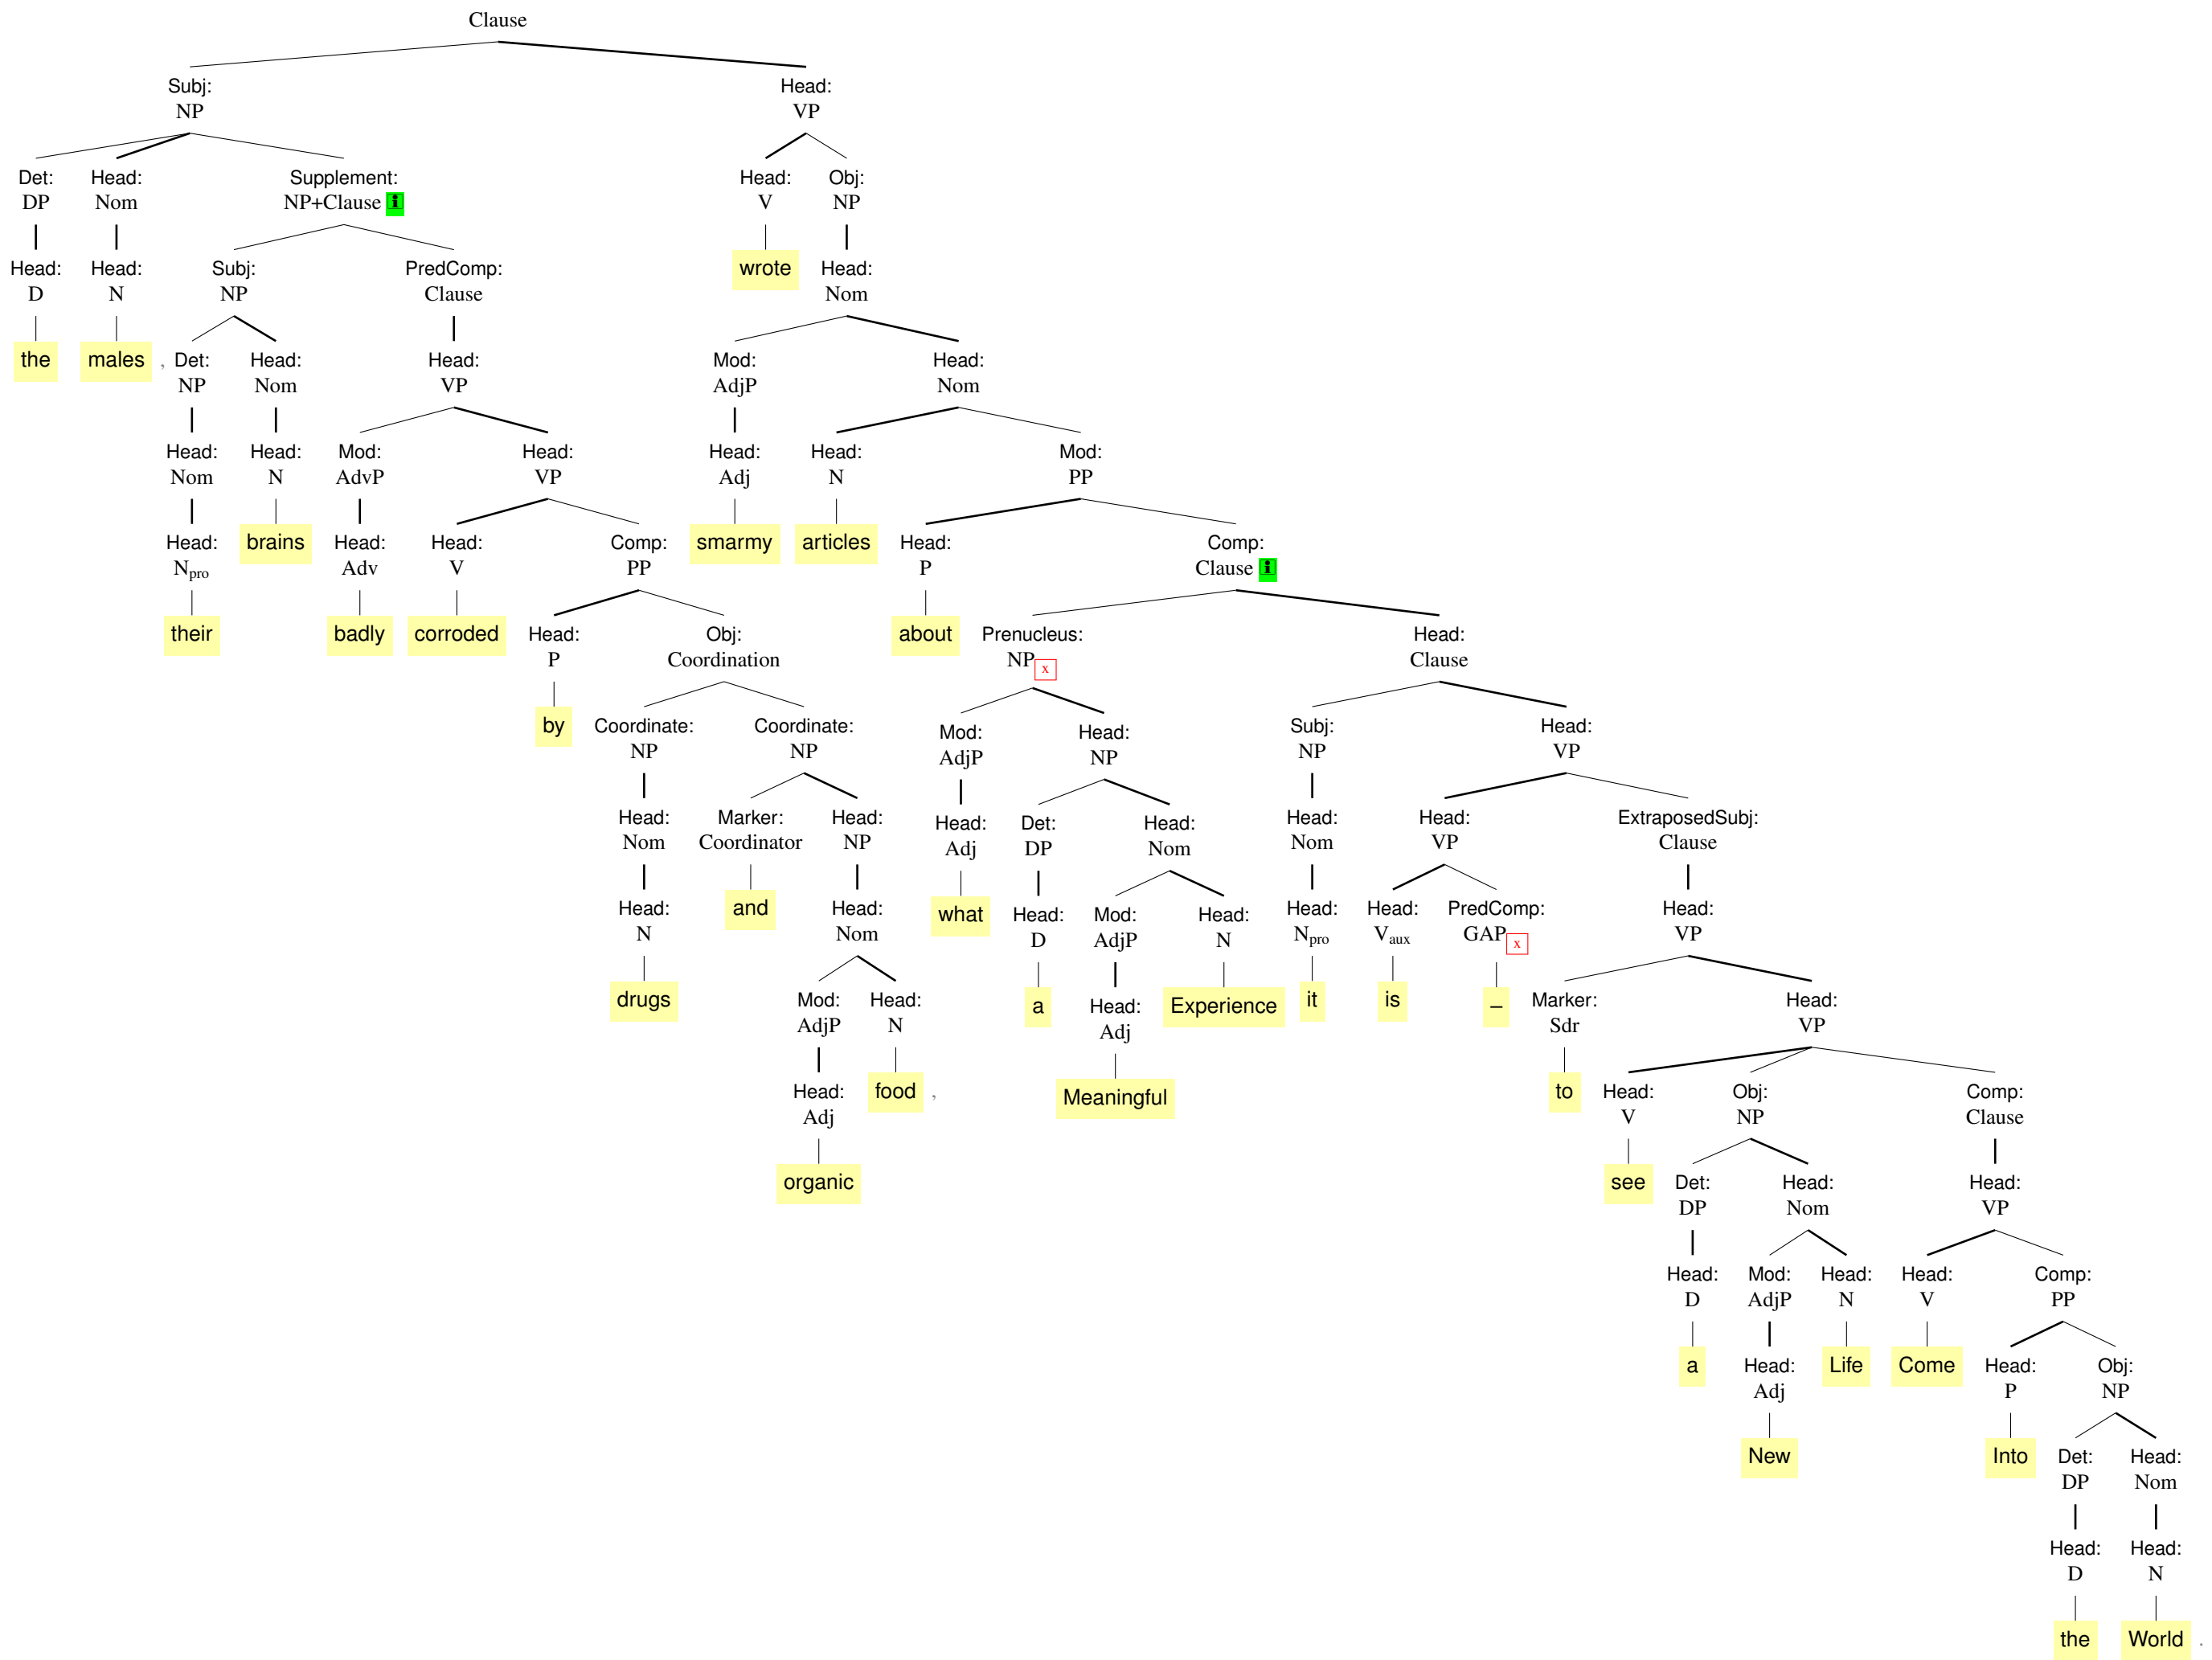 Clause
Subj: Head:
NP VP
Det: Head: Supplement: Head: Obj:
DP Nom NP+Clause i V NP
Head: Head: Subj: PredComp: wrote Head:
D N NP Clause Nom
the males , Det: Head: Head: Mod: Head:
NP Nom VP AdjP Nom
Head: Head: Mod: Head: Head: Head: Mod:
Nom N AdvP VP Adj N PP
Head: brains Head: Head: Comp: smarmy articles Head: Comp:
Npro Adv V PP P Clause i
their badly corroded Head: Obj: about Prenucleus: Head:
P Coordination NP x Clause
by Coordinate: Coordinate: Mod: Head: Subj: Head:
NP NP AdjP NP NP VP
Head: Marker: Head: Head: Det: Head: Head: Head: ExtraposedSubj:
Nom Coordinator NP Adj DP Nom Nom VP Clause
Head: and Head: what Head: Mod: Head: Head: Head: PredComp: Head:
N Nom D AdjP N Npro Vaux GAP x VP
drugs Mod: Head: a Head: Experience it is – Marker: Head:
AdjP N Adj Sdr VP
Head: food , Meaningful to Head: Obj: Comp:
Adj V NP Clause
organic see Det: Head: Head:
DP Nom VP
Head: Mod: Head: Head: Comp:
D AdjP N V PP
a Head: Life Come Head: Obj:
Adj P NP
New Into Det: Head:
DP Nom
Head: Head:
D N
the World .